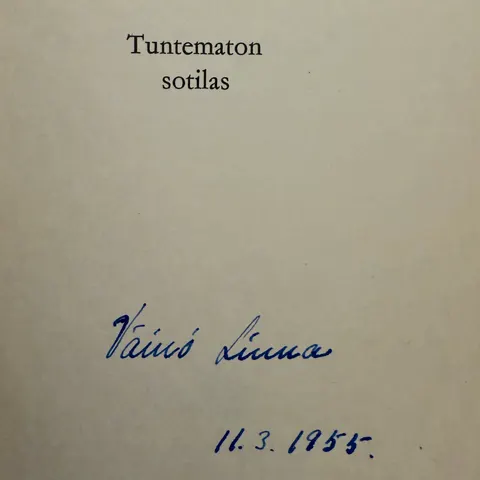 Tuntematon
sotilas
Väinö Linna
11.3.1955.